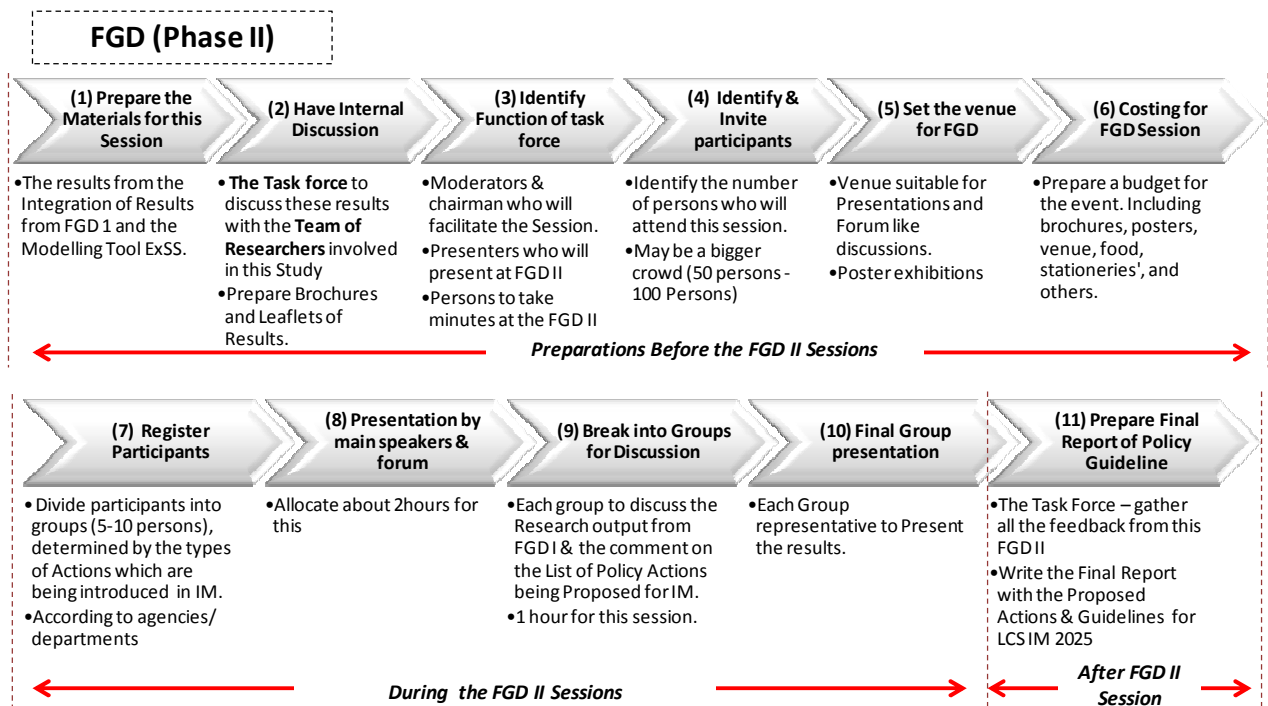 FGD (Phase II)
(1) Prepare the
Materials for this
Session
•The results from the
Integration of Results
from FGD 1 and the
Modelling Tool ExSS.
(2) Have Internal
Discussion
• The Task force to
discuss these results
with the Team of
Researchers involved
in this Study
•Prepare Brochures
and Leaflets of
Results.
(3) Identify
Function of task
force
•Moderators &
chairman who will
facilitate the Session.
•Presenters who will
present at FGD II
•Persons to take
minutes at the FGD II
(4) Identify &
Invite
participants
•Identify the number
of persons who will
attend this session.
•May be a bigger
crowd (50 persons -
100 Persons)
(5) Set the venue
for FGD
•Venue suitable for
Presentations and
Forum like
discussions.
•Poster exhibitions
(6) Costing for
FGD Session
•Prepare a budget for
the event. Including
brochures, posters,
venue, food,
stationeries', and
others.
Preparations Before the FGD II Sessions
(7) Register
Participants
• Divide participants into
groups (5-10 persons),
determined by the types
of Actions which are
being introduced in IM.
•According to agencies/
departments
(8) Presentation by
main speakers &
forum
•Allocate about 2hours for
this
(9) Break into Groups
for Discussion
•Each group to discuss the
Research output from
FGD I & the comment on
the List of Policy Actions
being Proposed for IM.
•1 hour for this session.
(10) Final Group
presentation
•Each Group
representative to Present
the results.
(11) Prepare Final
Report of Policy
Guideline
•The Task Force – gather
all the feedback from this
FGD II
•Write the Final Report
with the Proposed
Actions & Guidelines for
LCS IM 2025
During the FGD II Sessions
After FGD II
Session